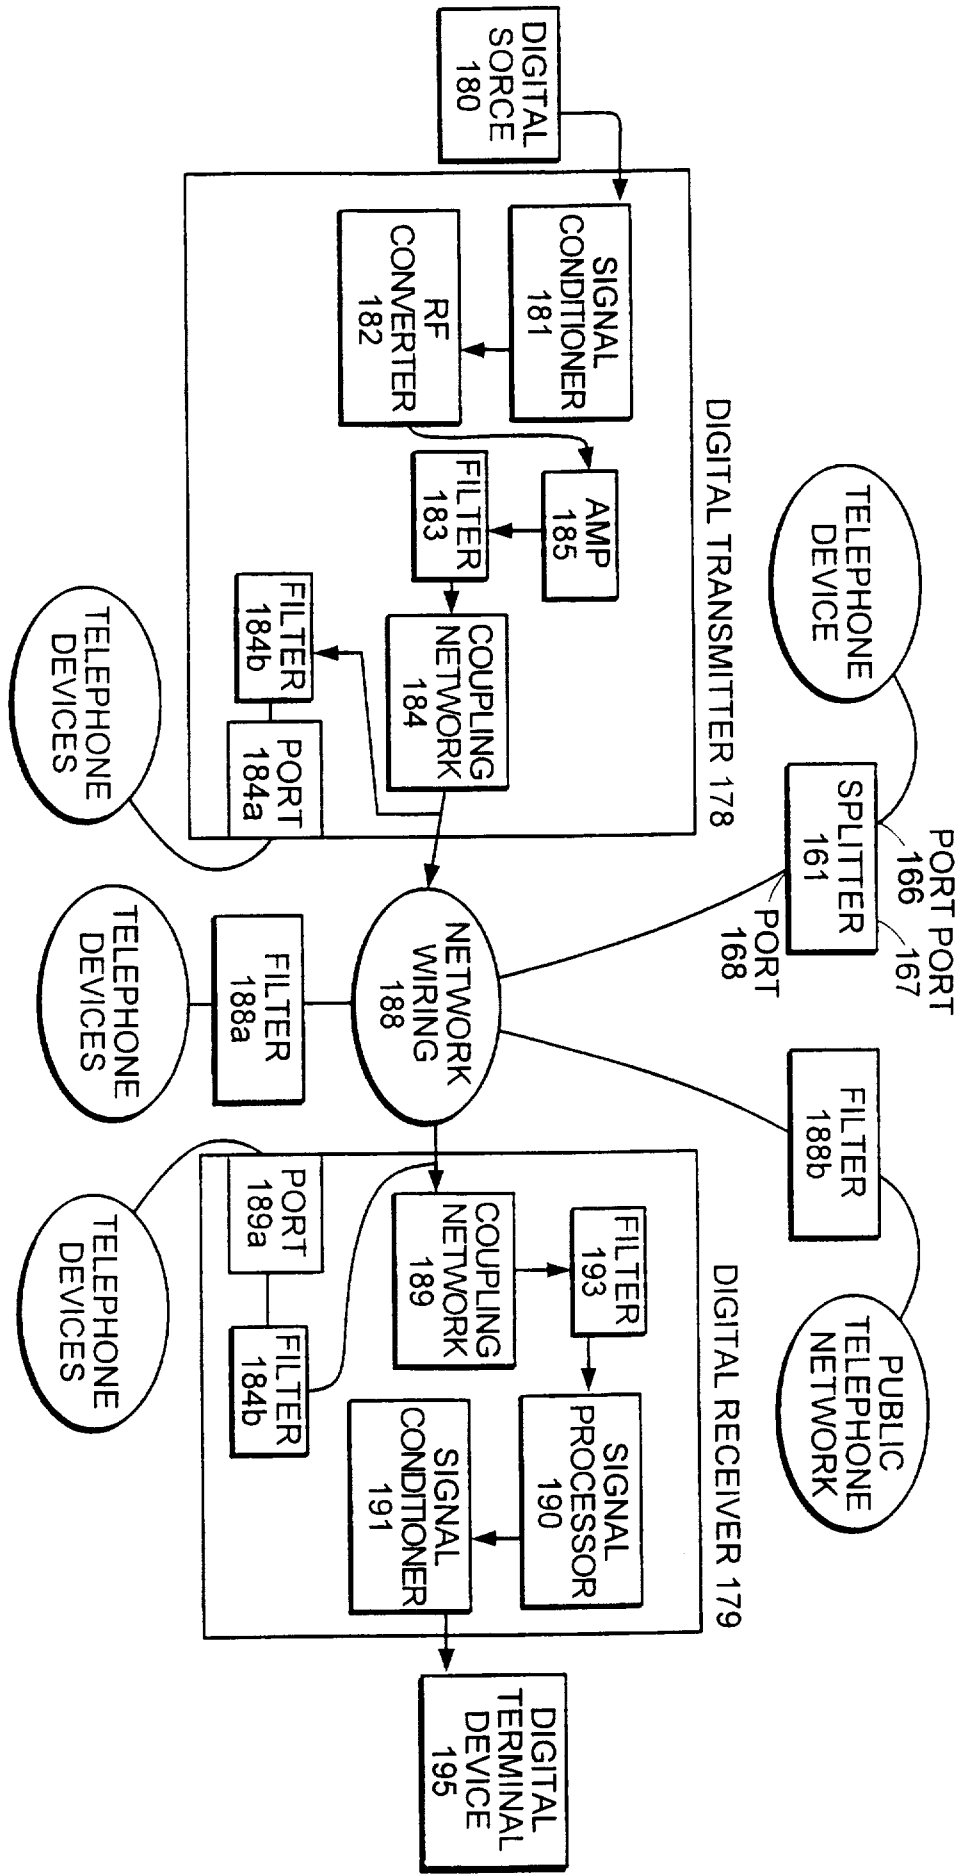 TELEPHONE
DEVICE
PORT PORT
166 167
SPLITTER
161
PORT
168
FILTER
188b
PUBLIC
TELEPHONE
NETWORK
DIGITAL TRANSMITTER 178
DIGITAL
SORCE
180
SIGNAL
CONDITIONER
181
RF
CONVERTER
182
AMP
185
FILTER
183
COUPLING
NETWORK
184
FILTER
184b
PORT
184a
TELEPHONE
DEVICES
NETWORK
WIRING
188
FILTER
188a
TELEPHONE
DEVICES
DIGITAL RECEIVER 179
FILTER
193
COUPLING
NETWORK
189
SIGNAL
PROCESSOR
190
SIGNAL
CONDITIONER
191
PORT
189a
FILTER
184b
TELEPHONE
DEVICES
DIGITAL
TERMINAL
DEVICE
195